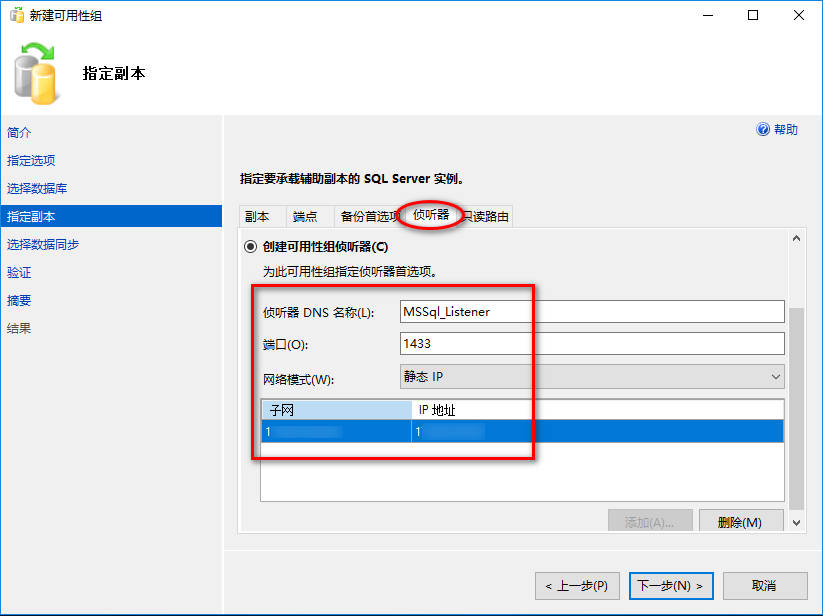 新建可用性组
指定副本
帮助
简介
指定选项
选择数据库
指定副本
选择数据同步
验证
摘要
结果
指定要承载辅助副本的 SQL Server 实例。
副本 端点 备份首选项 侦听器 只读路由
创建可用性组侦听器(C)
为此可用性组指定侦听器首选项。
侦听器 DNS 名称(L): MSSql_Listener
端口(O): 1433
网络模式(W): 静态 IP
子网 IP 地址
添加(A)... 删除(M)
< 上一步(P) 下一步(N) > 取消